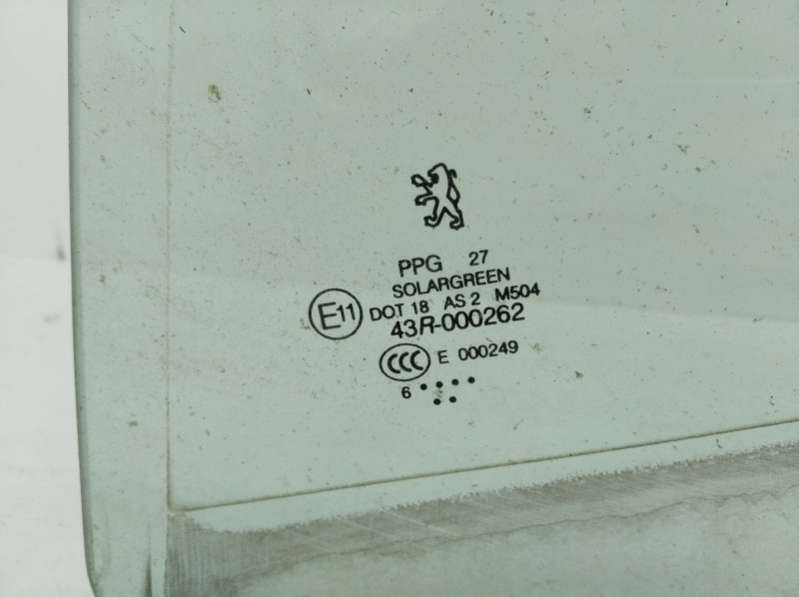 PPG 27
SOLARGREEN
E11 DOT 18 AS 2 M504
43R-000262
CCC E 000249
6